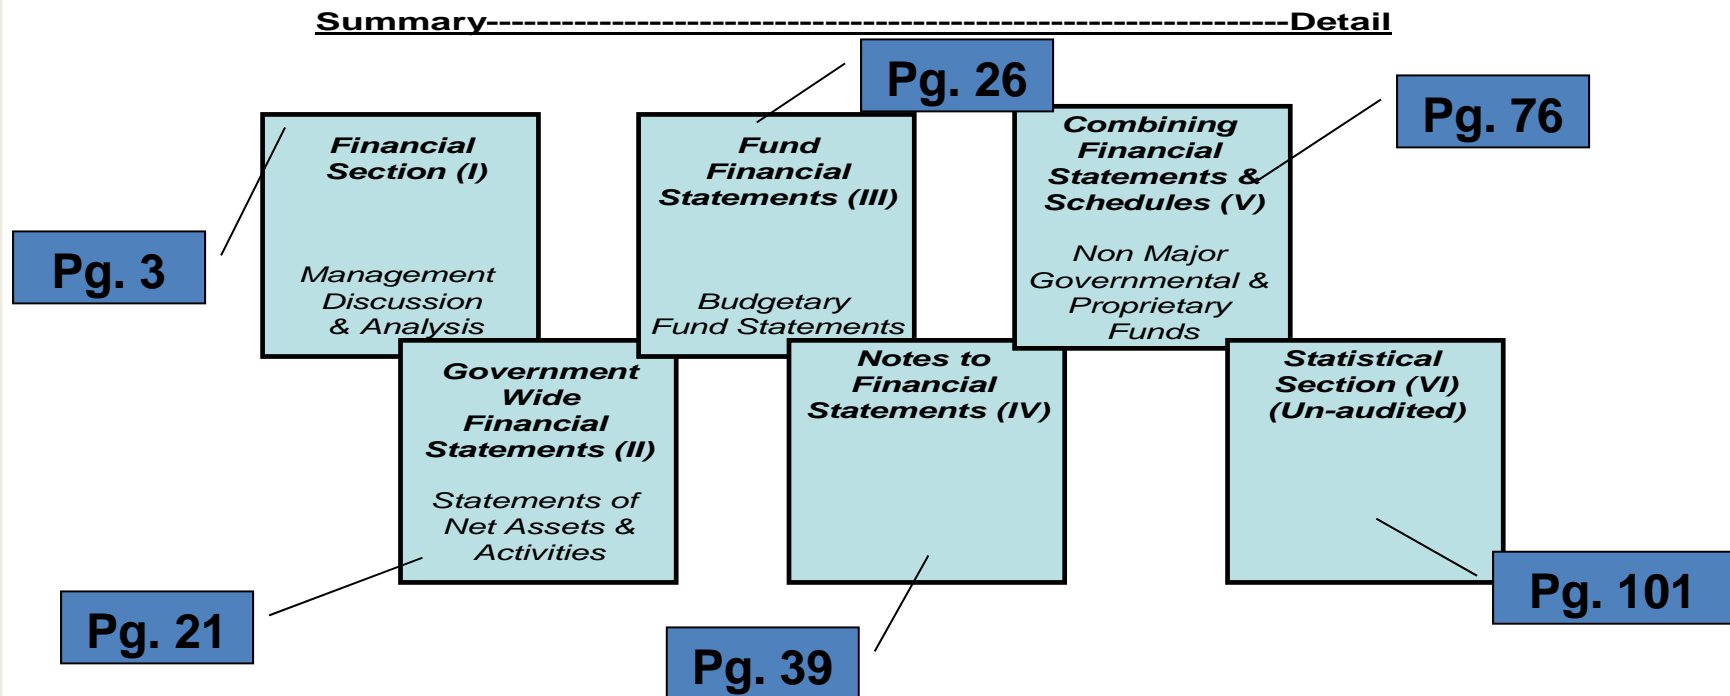 Summary---------------------------------------------------------------Detail
Pg. 26
Pg. 76
Financial
Section (I)
Management
Discussion
& Analysis
Pg. 3
Fund
Financial
Statements (III)
Budgetary
Fund Statements
Combining
Financial
Statements &
Schedules (V)
Non Major
Governmental &
Proprietary
Funds
Government
Wide
Financial
Statements (II)
Statements of
Net Assets &
Activities
Pg. 21
Notes to
Financial
Statements (IV)
Pg. 39
Statistical
Section (VI)
(Un-audited)
Pg. 101